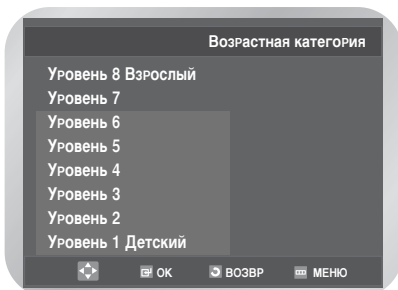 Возрастная категория
Уровень 8 Взрослый
Уровень 7
Уровень 6
Уровень 5
Уровень 4
Уровень 3
Уровень 2
Уровень 1 Детский
ОК ВОЗВР МЕНЮ